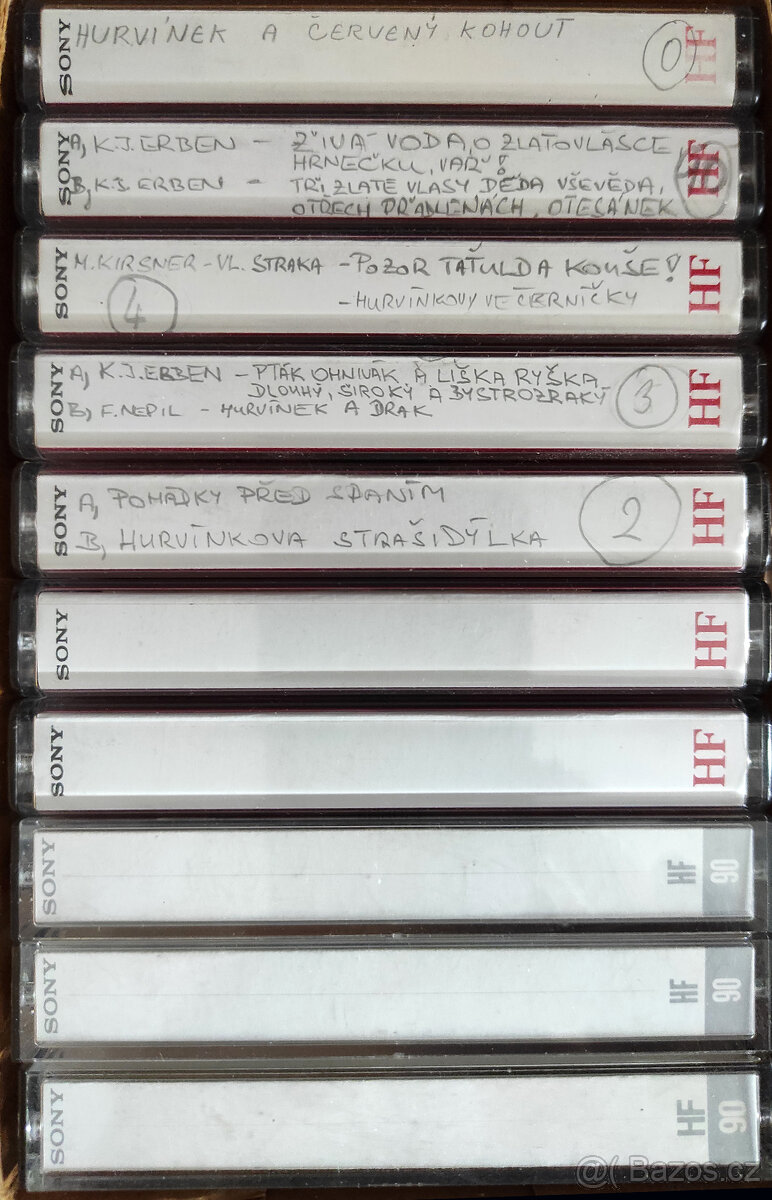 SONY HURVÍNEK A ČERVENÝ KOHOUT 0 HF
SONY A, K.J. ERBEN – ŽIVÁ VODA, O ZLATOVLÁSCE HF
HRNEČKU, VAŘ!
B, K.J. ERBEN – TŘI ZLATÉ VLASY DĚDA VŠEVĚDA,
O TŘECH PRAMENÁCH, OTESÁNEK
SONY M. KIRSNER – VL. STRAKA – POZOR TAŤULDA KOUŠE! HF
4 – HURVÍNKOVY VEČERNÍČKY
SONY A, K.J. ERBEN – PTÁK OHNIVÁK A LIŠKA RYŠKA 3 HF
DLOUHÝ, ŠIROKÝ A BYSTROZRAKÝ
B, F. NEPIL – HURVÍNEK A DRAK
SONY A, POHÁDKY PŘED SPANÍM 2 HF
B, HURVÍNKOVA STRAŠIDÝLKA
SONY HF
SONY HF
SONY HF 90
SONY HF 90
SONY HF 90
@( Bazos.cz